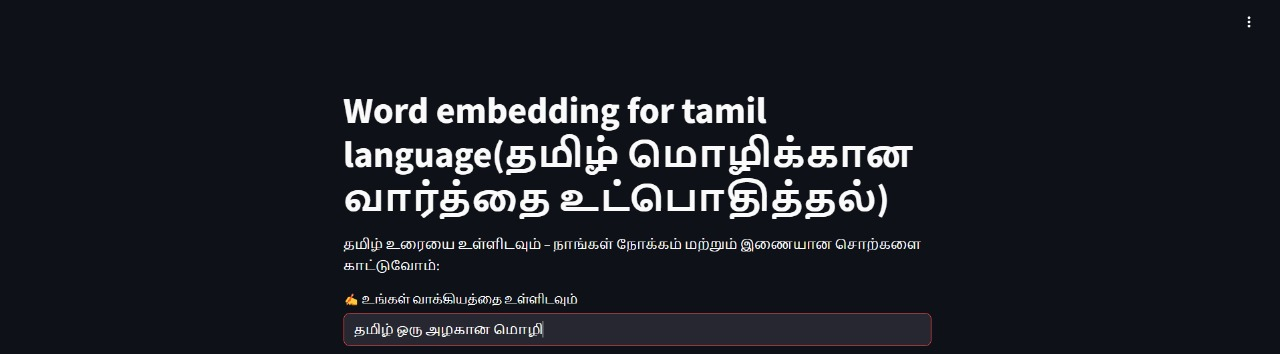 Word embedding for tamil
language(தமிழ் மொழிக்கான
வார்த்தை உட்பொதித்தல்)
தமிழ் உரையை உள்ளிடவும் – நாங்கள் நோக்கம் மற்றும் இணையான சொற்களை
காட்டுவோம்:
✍️ உங்கள் வாக்கியத்தை உள்ளிடவும்
தமிழ் ஒரு அழகான மொழி